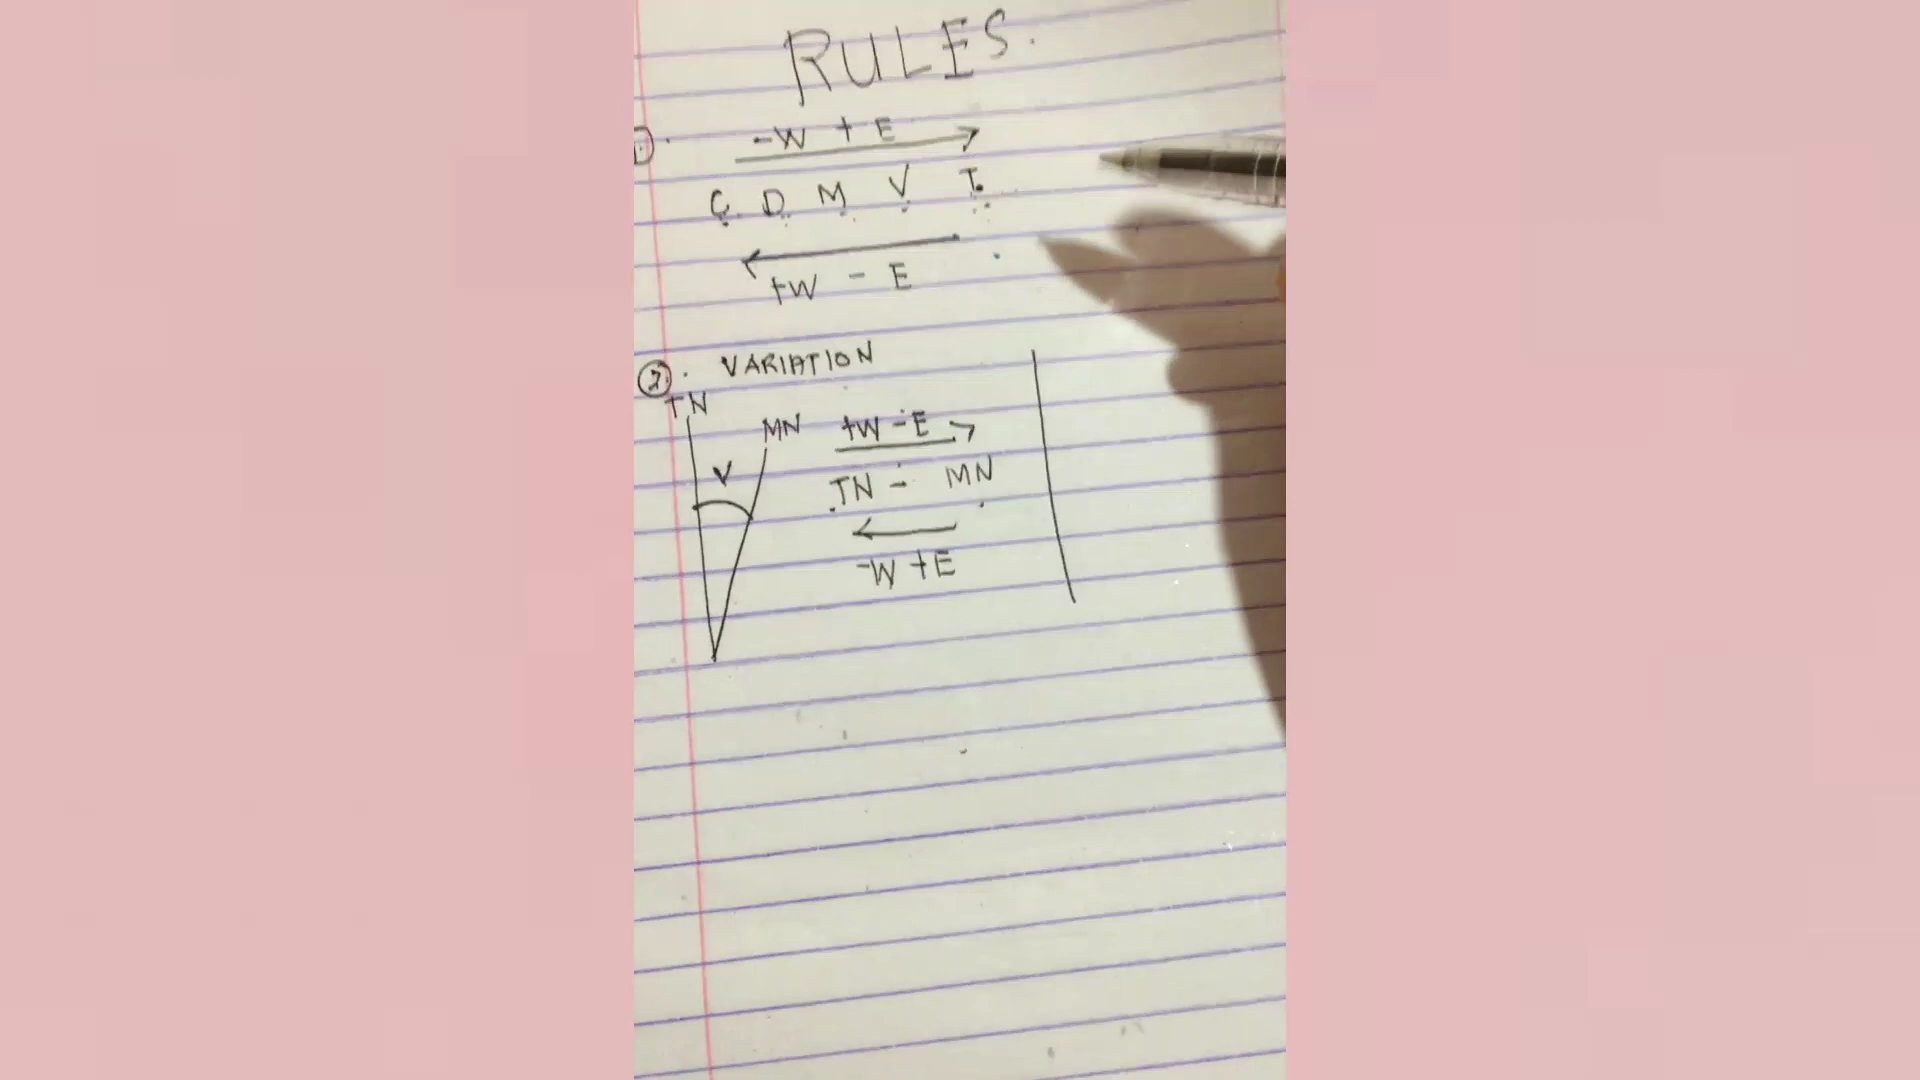 RULES.
1. -W + E
C D M V T
+W - E
2. VARIATION
TN
MN +W - E
V TN - MN
-W +E